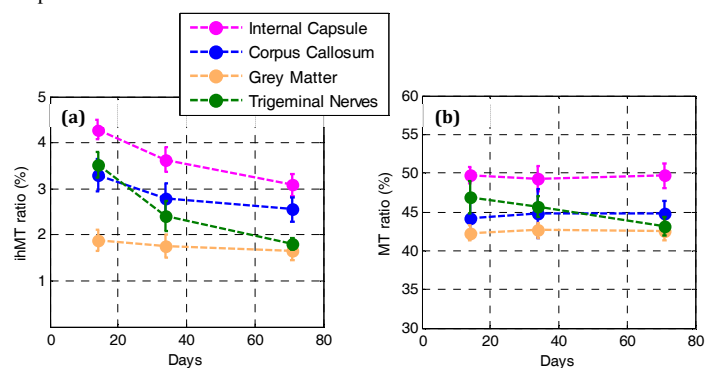 Internal Capsule
Corpus Callosum
Grey Matter
Trigeminal Nerves
(a)
ihMT ratio (%)
5
4
3
2
1
0
20
40
60
80
Days
(b)
MT ratio (%)
60
55
50
45
40
35
30
0
20
40
60
80
Days